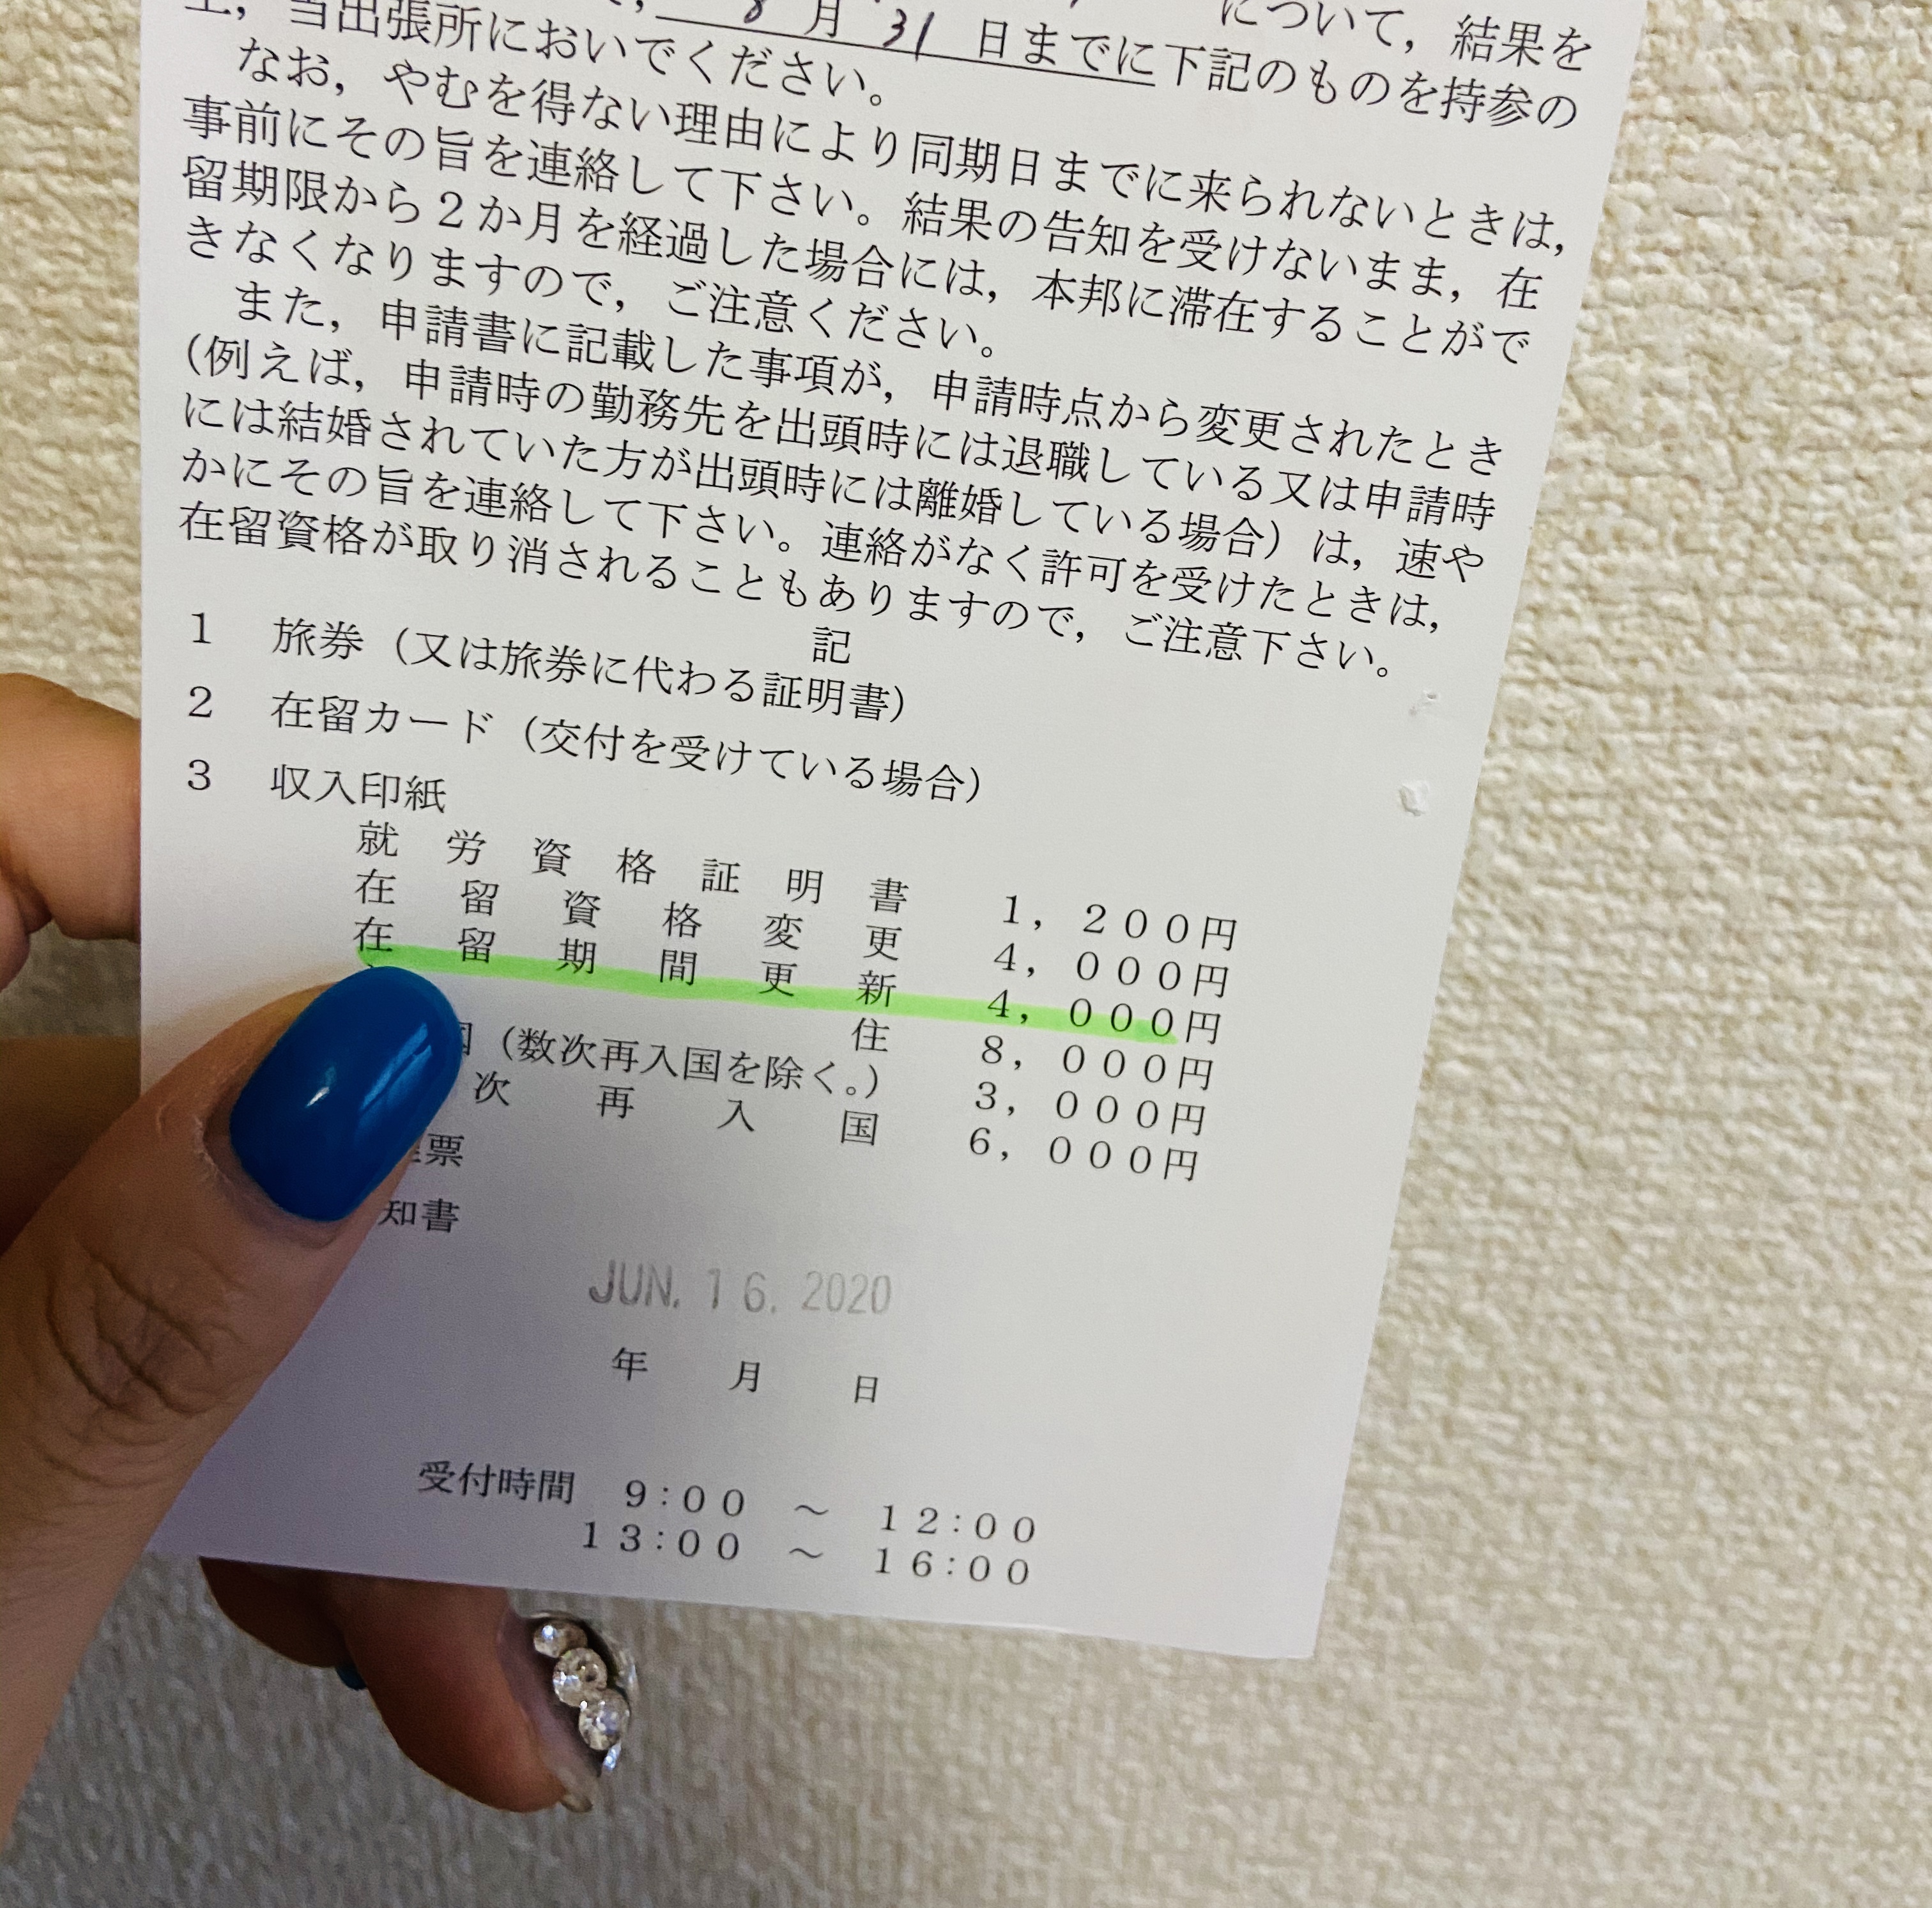 について，結果を
8月31日までに下記のものを持参の
上，当出張所においでください。
なお，やむを得ない理由により同期日までに来られないときは，
事前にその旨を連絡して下さい。結果の告知を受けないまま，在
留期限から２か月を経過した場合には，本邦に滞在することがで
きなくなりますので，ご注意ください。
また，申請書に記載した事項が，申請時点から変更されたとき
（例えば，申請時の勤務先を出頭時には退職している又は申請時
には結婚されていた方が出頭時には離婚している場合）は，速や
かにその旨を連絡して下さい。連絡がなく許可を受けたときは，
在留資格が取り消されることもありますので，ご注意下さい。
記
１　旅券（又は旅券に代わる証明書）
２　在留カード（交付を受けている場合）
３　収入印紙
就労資格証明書　１，２００円
在留資格変更　４，０００円
在留期間更新　４，０００円
住　８，０００円
国（数次再入国を除く。）　３，０００円
次再入国　６，０００円
票
知書
JUN. 16. 2020
年　月　日
受付時間　９：００　～　１２：００
１３：００　～　１６：００